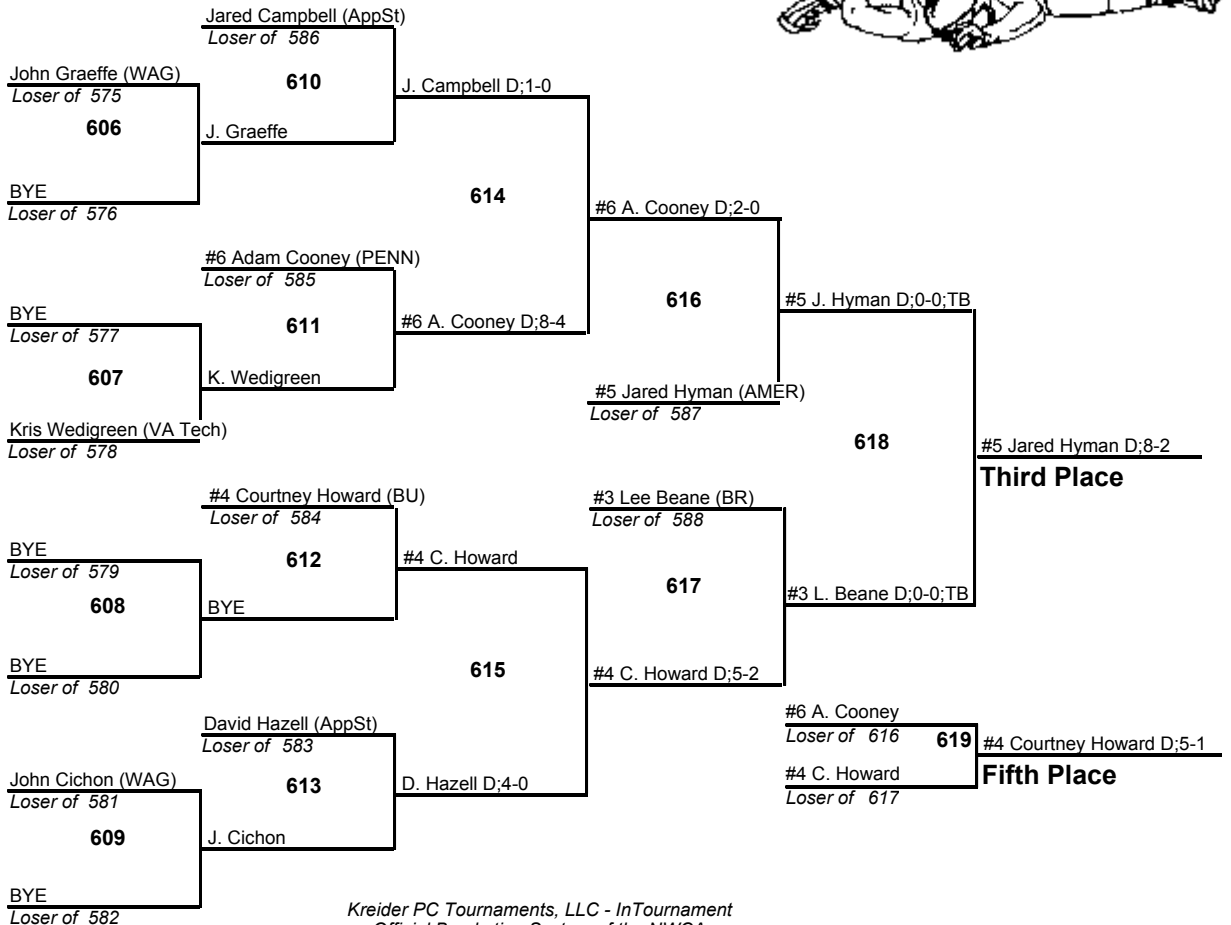 Jared Campbell (AppSt)
Loser of 586
John Graeffe (WAG)
Loser of 575
610
J. Campbell D;1-0
606
J. Graeffe
BYE
Loser of 576
614
#6 A. Cooney D;2-0
#6 Adam Cooney (PENN)
Loser of 585
BYE
Loser of 577
611
#6 A. Cooney D;8-4
616
#5 J. Hyman D;0-0;TB
607
K. Wedigreen
#5 Jared Hyman (AMER)
Loser of 587
Kris Wedigreen (VA Tech)
Loser of 578
618
#5 Jared Hyman D;8-2
Third Place
#4 Courtney Howard (BU)
Loser of 584
#3 Lee Beane (BR)
Loser of 588
BYE
Loser of 579
612
#4 C. Howard
617
608
BYE
#3 L. Beane D;0-0;TB
BYE
Loser of 580
615
#4 C. Howard D;5-2
David Hazell (AppSt)
Loser of 583
#6 A. Cooney
Loser of 616
619
#4 Courtney Howard D;5-1
Fifth Place
John Cichon (WAG)
Loser of 581
613
D. Hazell D;4-0
#4 C. Howard
Loser of 617
609
J. Cichon
BYE
Loser of 582
Kreider PC Tournaments, LLC - InTournament